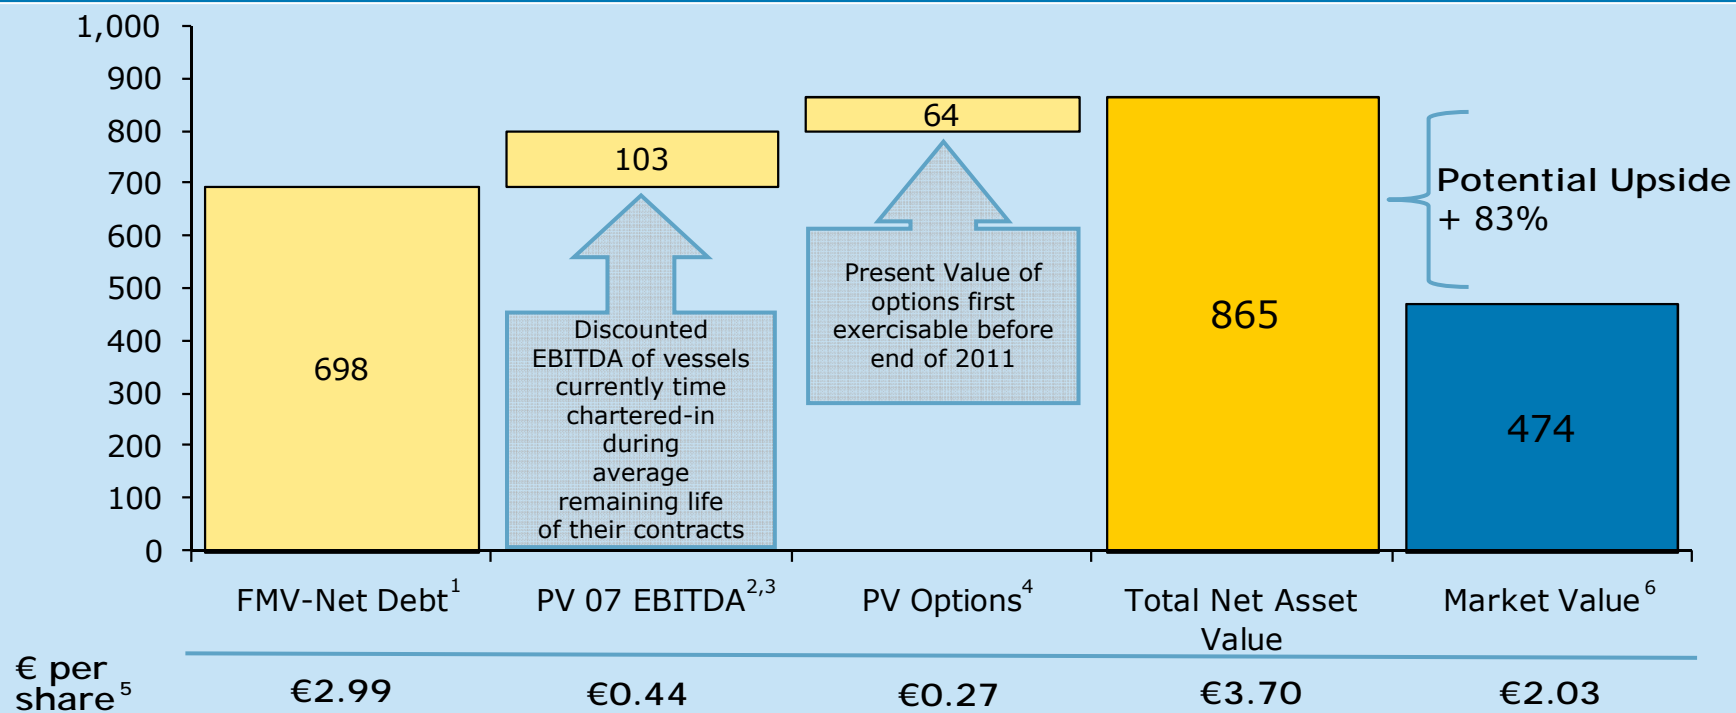 1,000
900
800
700
600
500
400
300
200
100
0
698
103
64
865
474
Discounted
EBITDA of vessels
currently time
chartered-in
during
average
remaining life
of their contracts
Present Value of
options first
exercisable before
end of 2011
Potential Upside
+ 83%
FMV-Net Debt1
PV 07 EBITDA2,3
PV Options4
Total Net Asset
Value
Market Value6
€ per
share5
€2.99
€0.44
€0.27
€3.70
€2.03